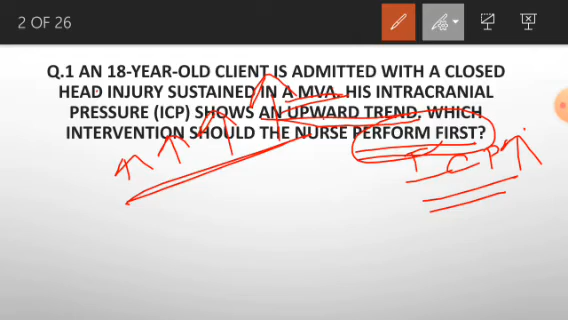 2 OF 26
Q.1 AN 18-YEAR-OLD CLIENT IS ADMITTED WITH A CLOSED
HEAD INJURY SUSTAINED IN A MVA. HIS INTRACRANIAL
PRESSURE (ICP) SHOWS AN UPWARD TREND, WHICH
INTERVENTION SHOULD THE NURSE PERFORM FIRST?
ICP↑